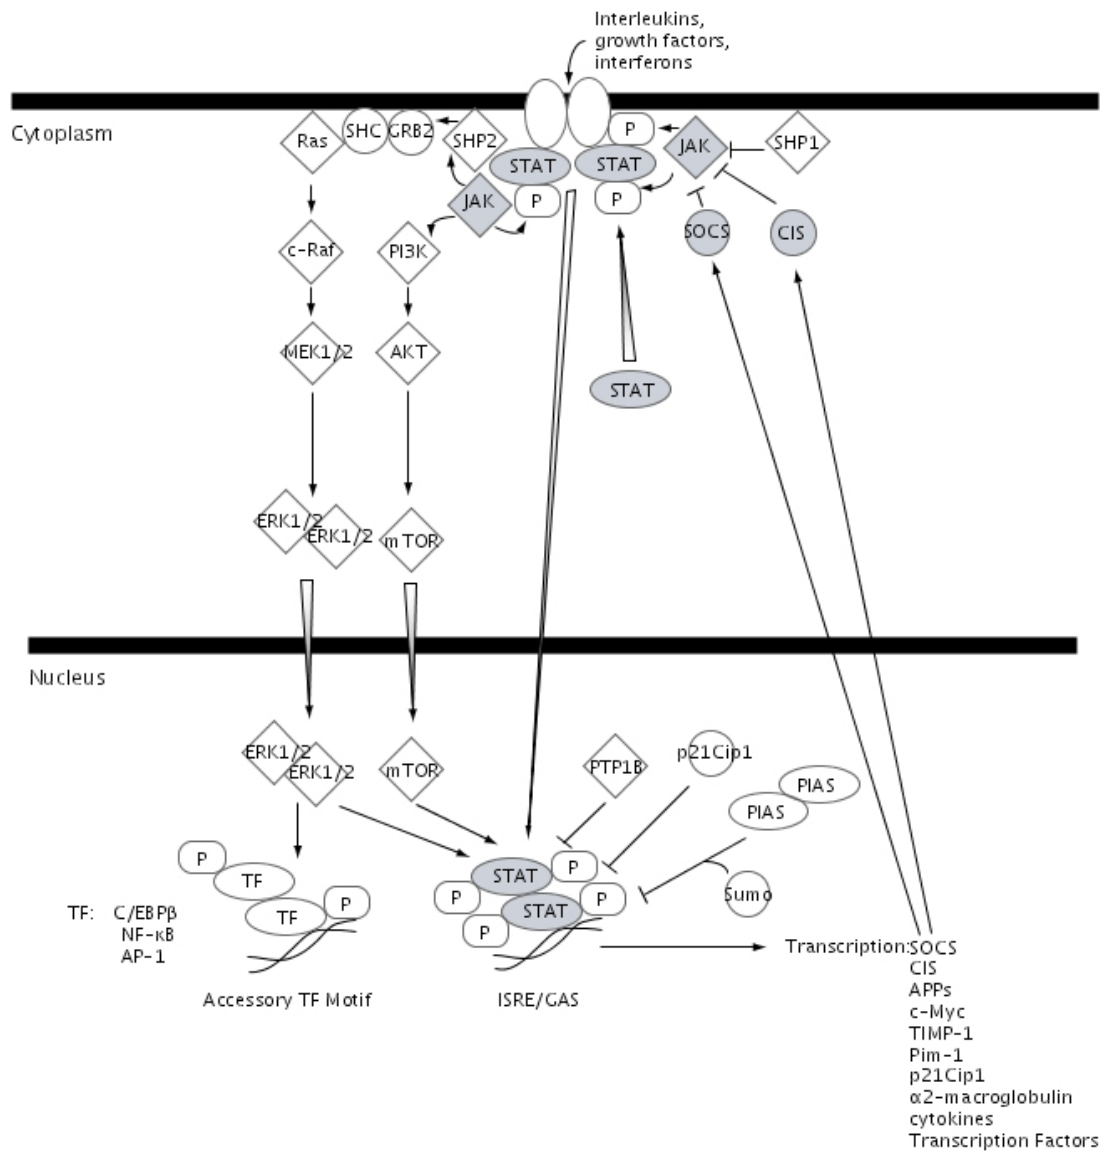 Interleukins,
growth factors,
interferons
Cytoplasm
Ras
SHC
GRB2
SHP2
P
JAK
SHP1
STAT
STAT
JAK
P
P
SOCS
CIS
c-Raf
PI3K
MEK1/2
AKT
STAT
ERK1/2
ERK1/2
mTOR
Nucleus
ERK1/2
ERK1/2
mTOR
PTP1B
p21Cip1
PIAS
PIAS
P
TF
TF
P
STAT
P
P
STAT
P
P
Sumo
TF: C/EBPβ
NF-κB
AP-1
Accessory TF Motif
ISRE/GAS
Transcription:SOCS
CIS
APPs
c-Myc
TIMP-1
Pim-1
p21Cip1
α2-macroglobulin
cytokines
Transcription Factors